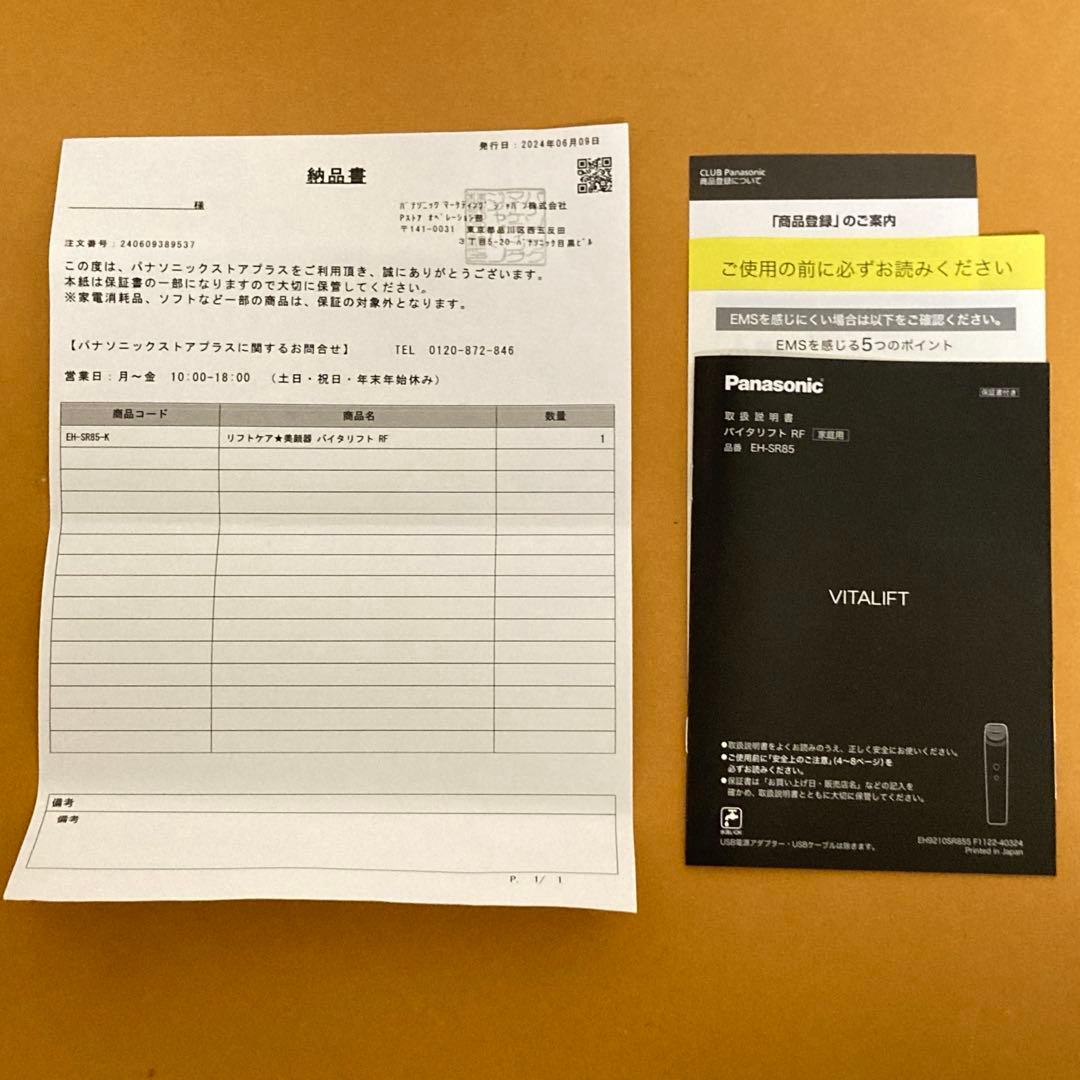 発行日：2024年06月09日
納品書
様
パナソニック マーケティング ジャパン株式会社
Pストア オペレーション部
〒141-0031 東京都品川区西五反田
3丁目5-20 パナソニック目黒ビル
注文番号：240609389537
この度は、パナソニックストアプラスをご利用頂き、誠にありがとうございます。
本紙は保証書の一部になりますので大切に保管してください。
※家電消耗品、ソフトなど一部の商品は、保証の対象外となります。
【パナソニックストアプラスに関するお問合せ】 TEL 0120-872-846
営業日：月～金 10:00-18:00 （土日・祝日・年末年始休み）
商品コード 商品名 数量
EH-SR85-K リフトケア★美顔器 バイタリフト RF 1
備考
備考
P. 1/ 1
CLUB Panasonic
商品登録について
「商品登録」のご案内
ご使用の前に必ずお読みください
EMSを感じにくい場合は以下をご確認ください。
EMSを感じる5つのポイント
Panasonic
保証書付き
取扱説明書
バイタリフト RF 家庭用
品番 EH-SR85
VITALIFT
●取扱説明書をよくお読みのうえ、正しく安全にお使いください。
●ご使用前に「安全上のご注意」(4～8ページ)を
必ずお読みください。
●保証書は「お買い上げ日・販売店名」などの記入を
確かめ、取扱説明書とともに大切に保管してください。
水洗いOK
USB電源アダプター・USBケーブルは除きます。
EH9210SR855 F1122-40324
Printed in Japan